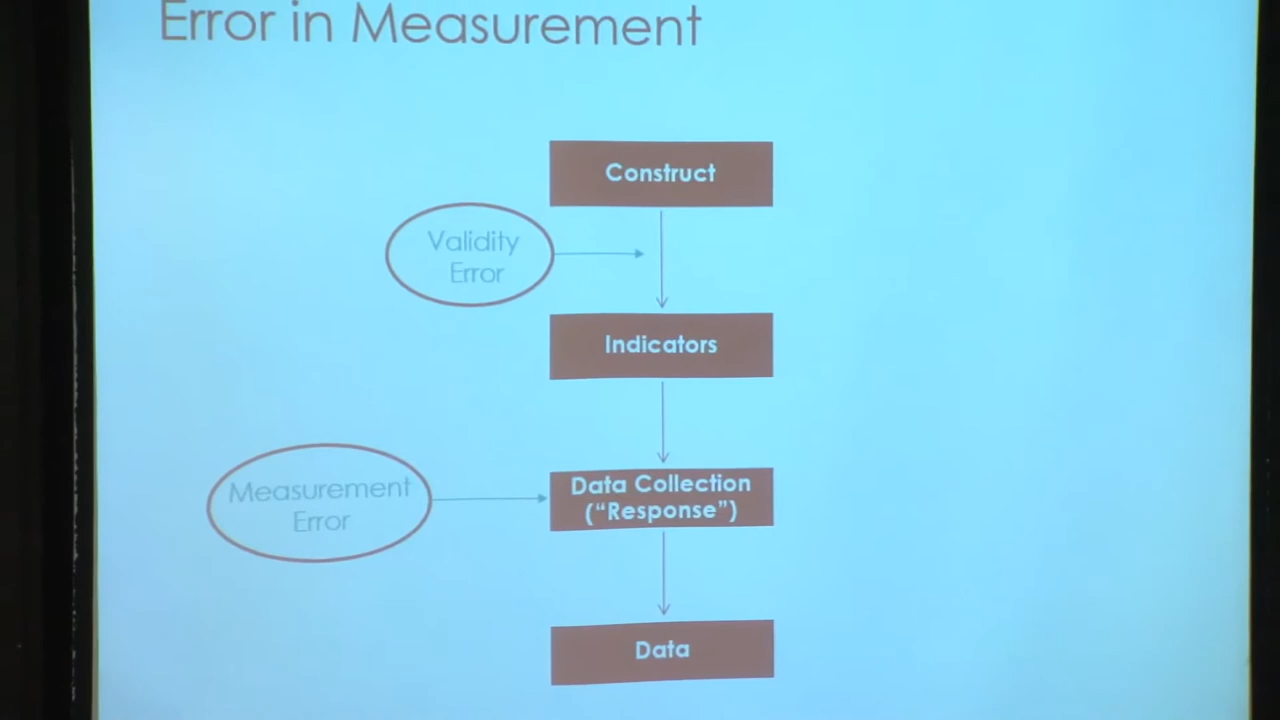 Error in Measurement
Construct
Validity
Error
Indicators
Data Collection
(“Response”)
Measurement
Error
Data